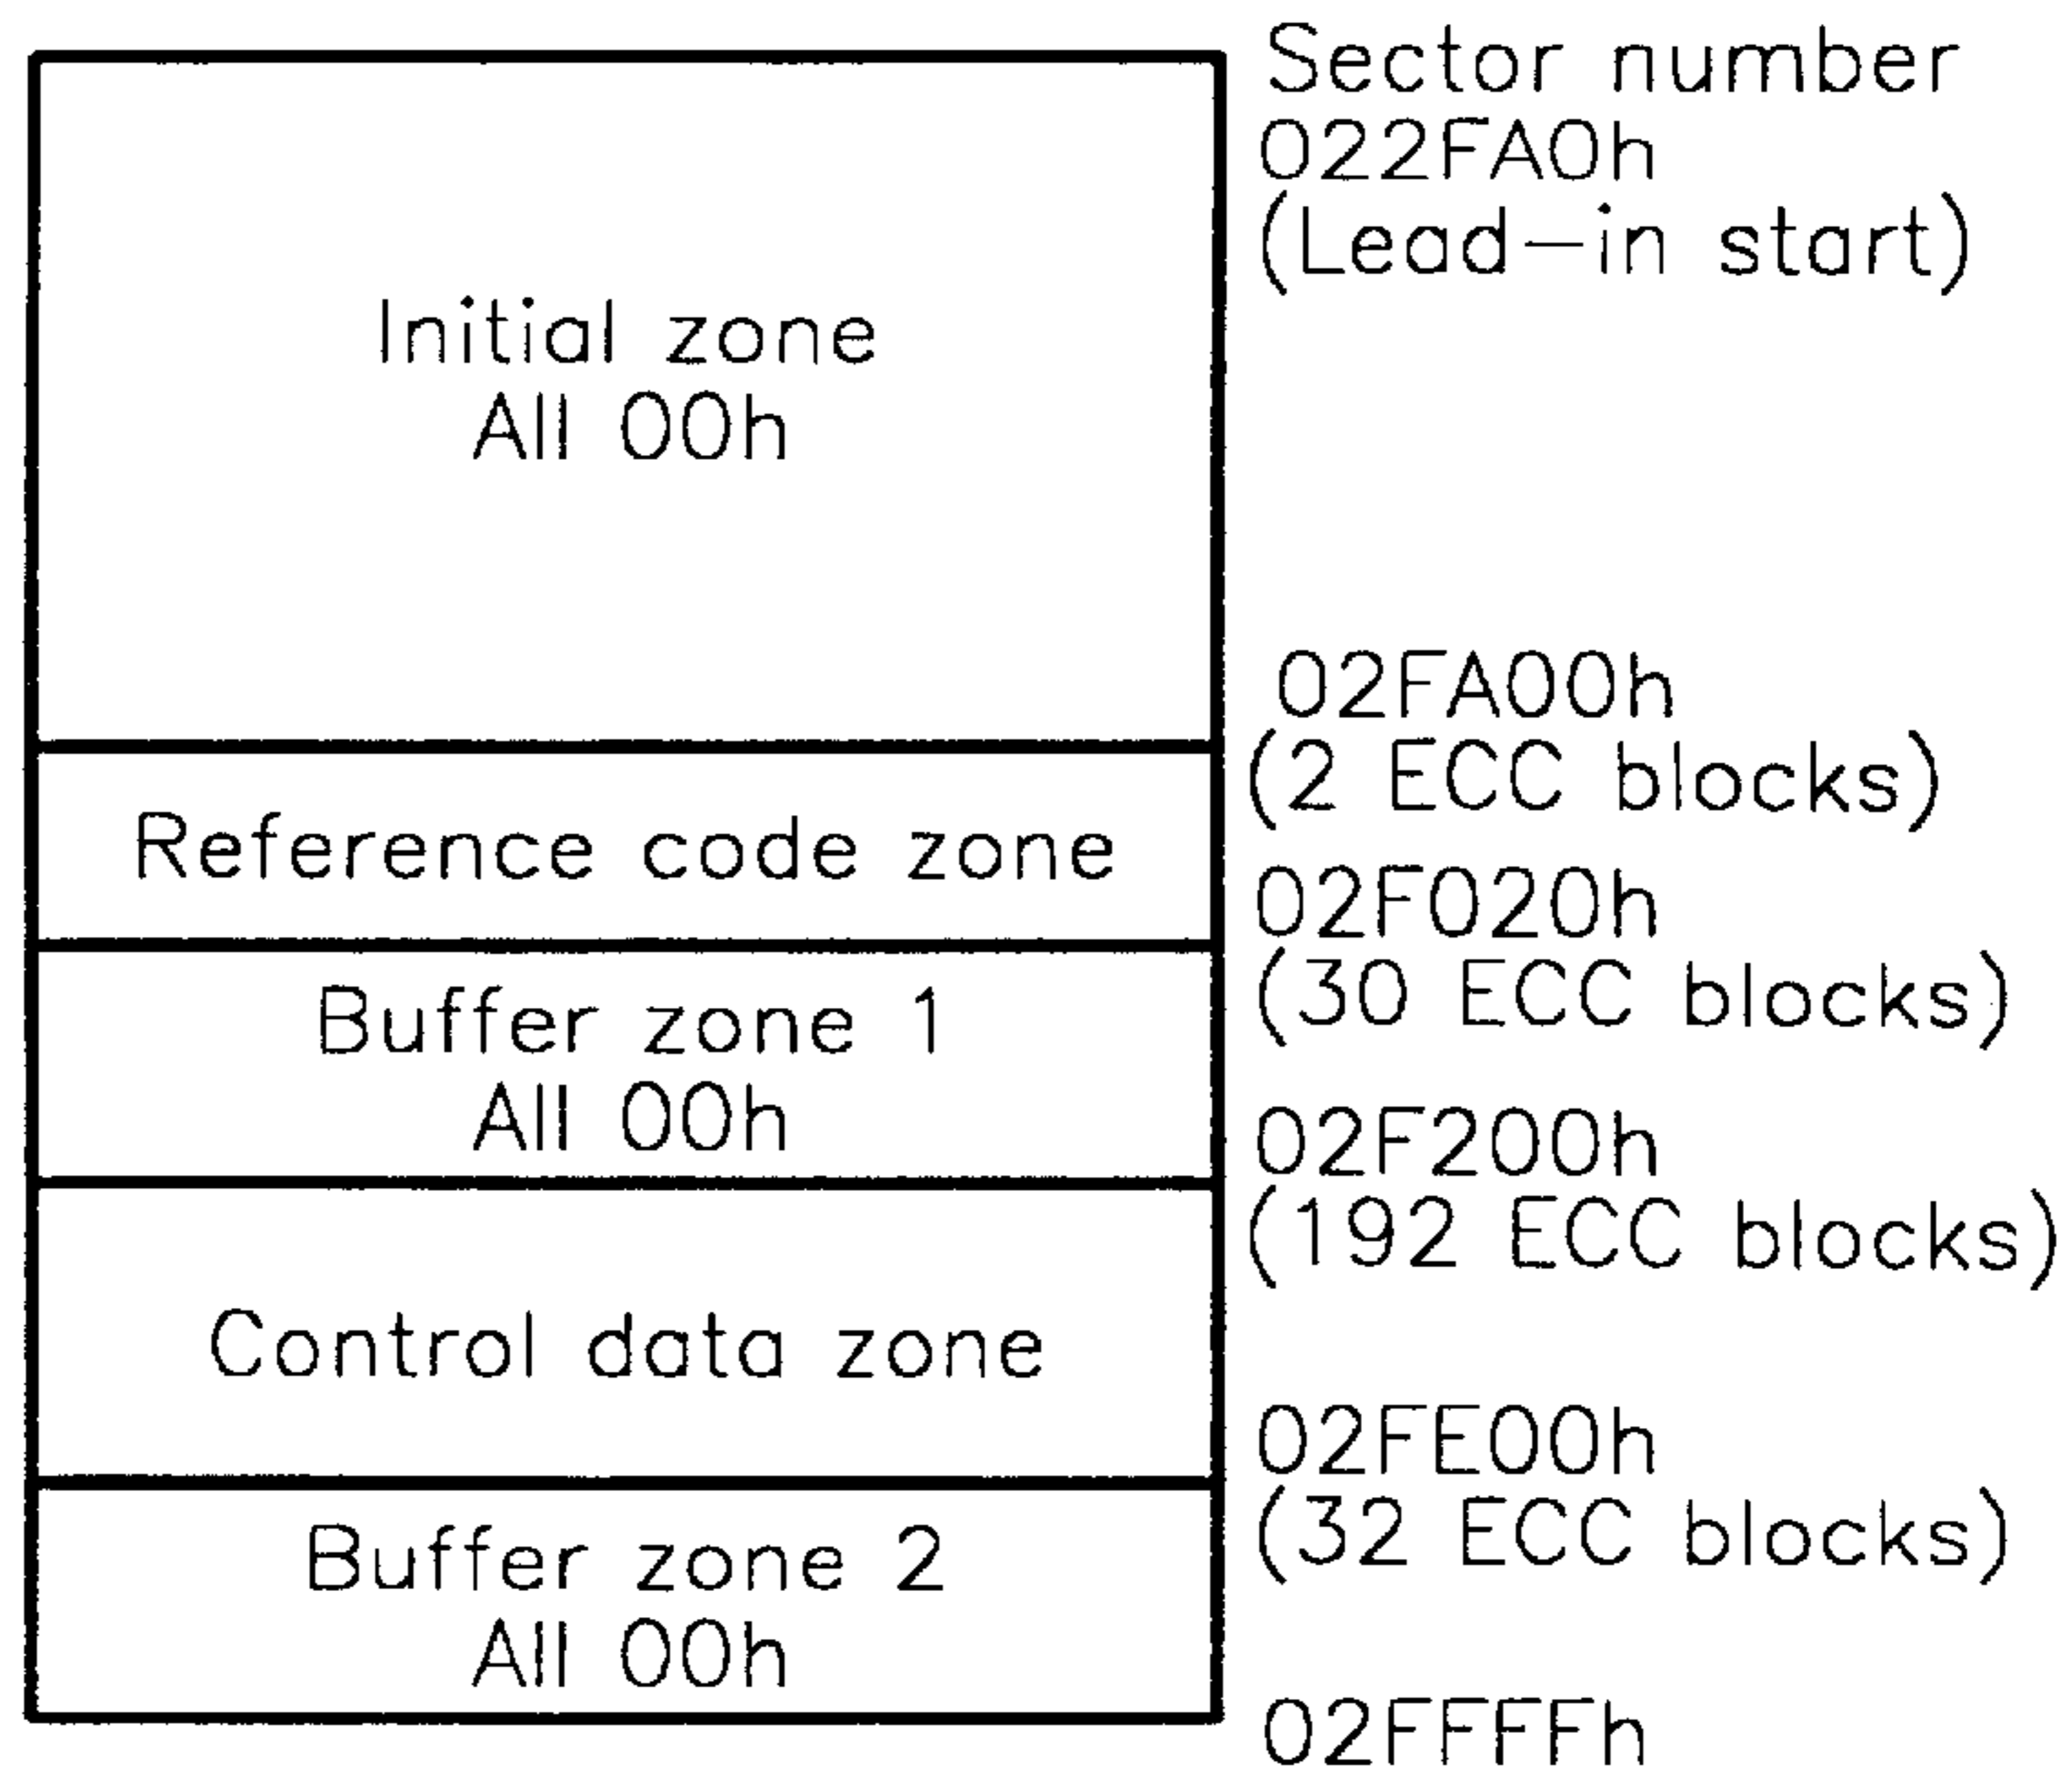 Sector number
022FA0h
(Lead-in start)
Initial zone
All 00h
02FA00h
(2 ECC blocks)
Reference code zone
02F020h
(30 ECC blocks)
Buffer zone 1
All 00h
02F200h
(192 ECC blocks)
Control data zone
02FE00h
(32 ECC blocks)
Buffer zone 2
All 00h
02FFFFh